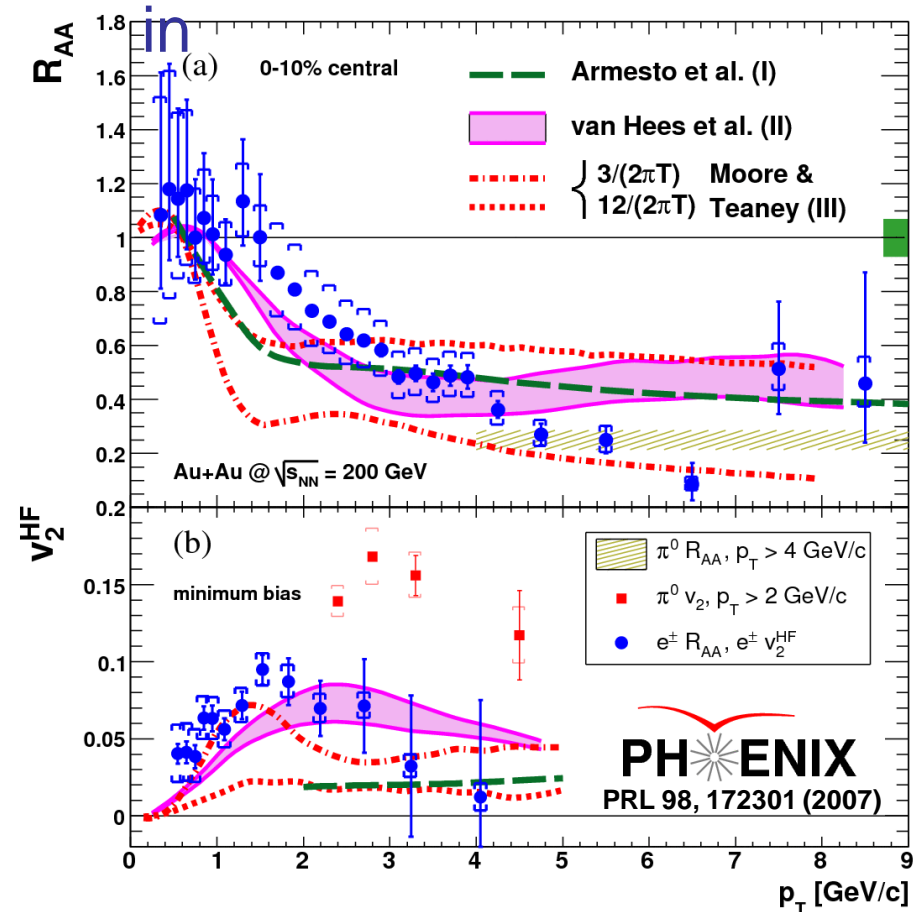 in
R_AA
(a)
0-10% central
Armesto et al. (I)
van Hees et al. (II)
3/(2πT) Moore &
12/(2πT) Teaney (III)
1.8
1.6
1.4
1.2
1
0.8
0.6
0.4
0.2
Au+Au @ √s_NN = 200 GeV
v_2^HF
(b)
minimum bias
0.2
0.15
0.1
0.05
0
π⁰ R_AA, p_T > 4 GeV/c
π⁰ v_2, p_T > 2 GeV/c
e± R_AA, e± v_2^HF
PHENIX
PRL 98, 172301 (2007)
0 1 2 3 4 5 6 7 8 9
p_T [GeV/c]